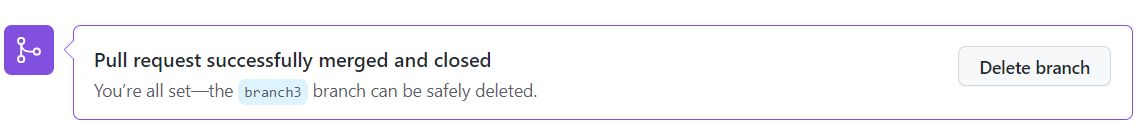 Pull request successfully merged and closed
Delete branch
You’re all set—the branch3 branch can be safely deleted.